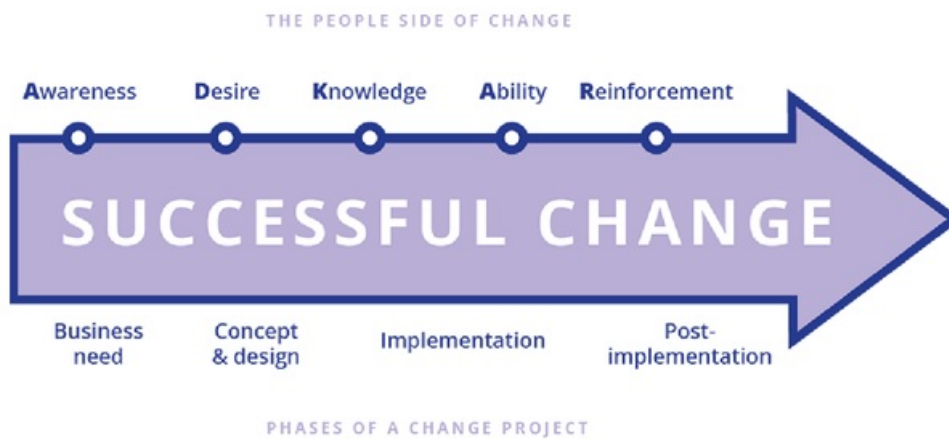 THE PEOPLE SIDE OF CHANGE
Awareness Desire Knowledge Ability Reinforcement
SUCCESSFUL CHANGE
Business need
Concept & design
Implementation
Post-implementation
PHASES OF A CHANGE PROJECT